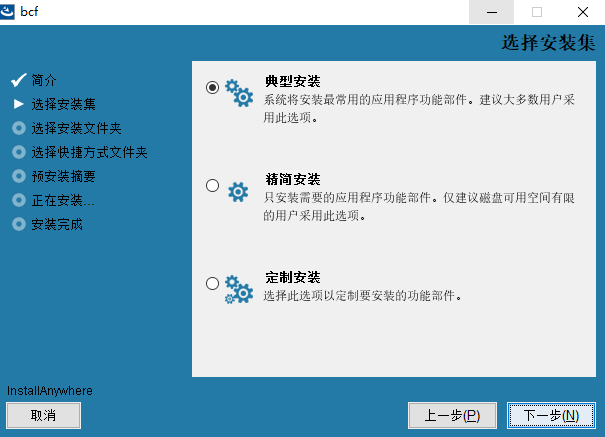 bcf
选择安装集
简介
选择安装集
选择安装文件夹
选择快捷方式文件夹
预安装摘要
正在安装...
安装完成
典型安装
系统将安装最常用的应用程序功能部件。建议大多数用户采
用此选项。
精简安装
只安装需要的应用程序功能部件。仅建议磁盘可用空间有限
的用户采用此选项。
定制安装
选择此选项以定制要安装的功能部件。
InstallAnywhere
取消
上一步(P)
下一步(N)